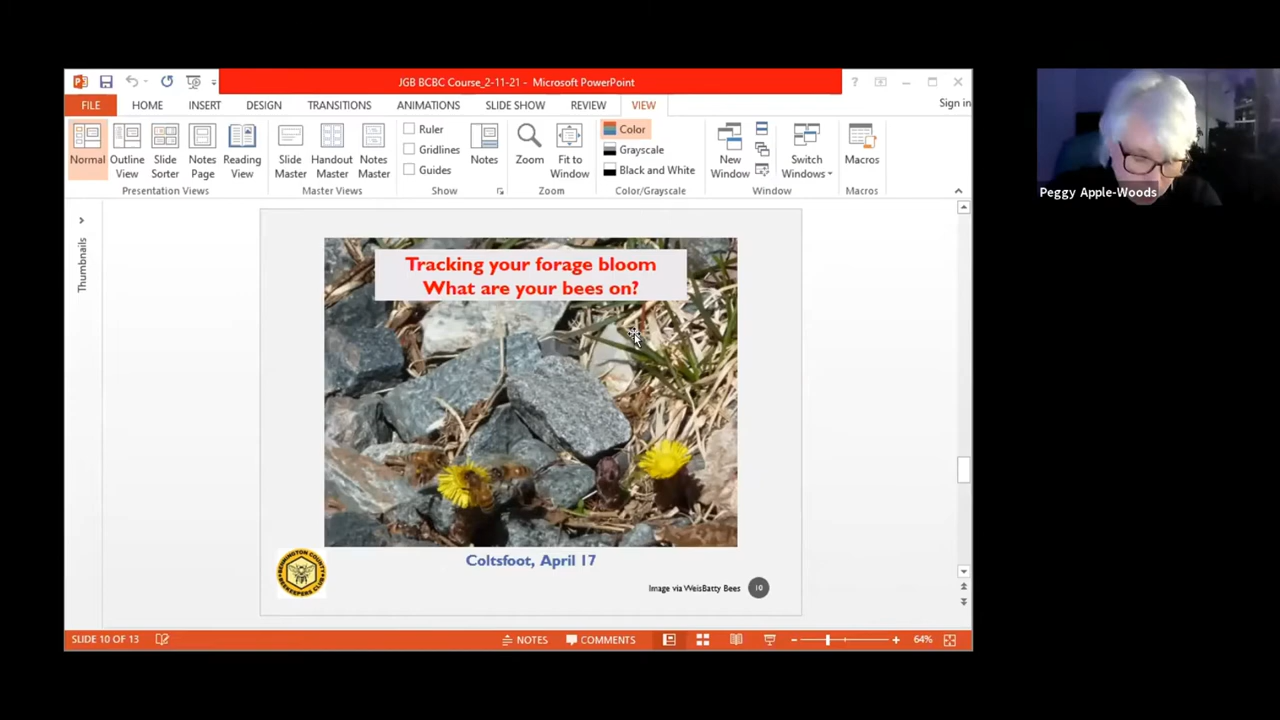 JGB BCBC Course_2-11-21 - Microsoft PowerPoint
FILE HOME INSERT DESIGN TRANSITIONS ANIMATIONS SLIDE SHOW REVIEW VIEW Sign in
Normal
Outline View
Slide Sorter
Notes Page
Reading View
Presentation Views
Slide Master
Handout Master
Notes Master
Master Views
Ruler
Gridlines
Guides
Show
Notes
Zoom
Fit to Window
Zoom
Color
Grayscale
Black and White
Color/Grayscale
New Window
Switch Windows
Window
Macros
Macros
Thumbnails
Tracking your forage bloom
What are your bees on?
Coltsfoot, April 17
BENNINGTON COUNTY
BEEKEEPERS CLUB
Image via WeisBatty Bees 10
SLIDE 10 OF 13 NOTES COMMENTS 64%
Peggy Apple-Woods